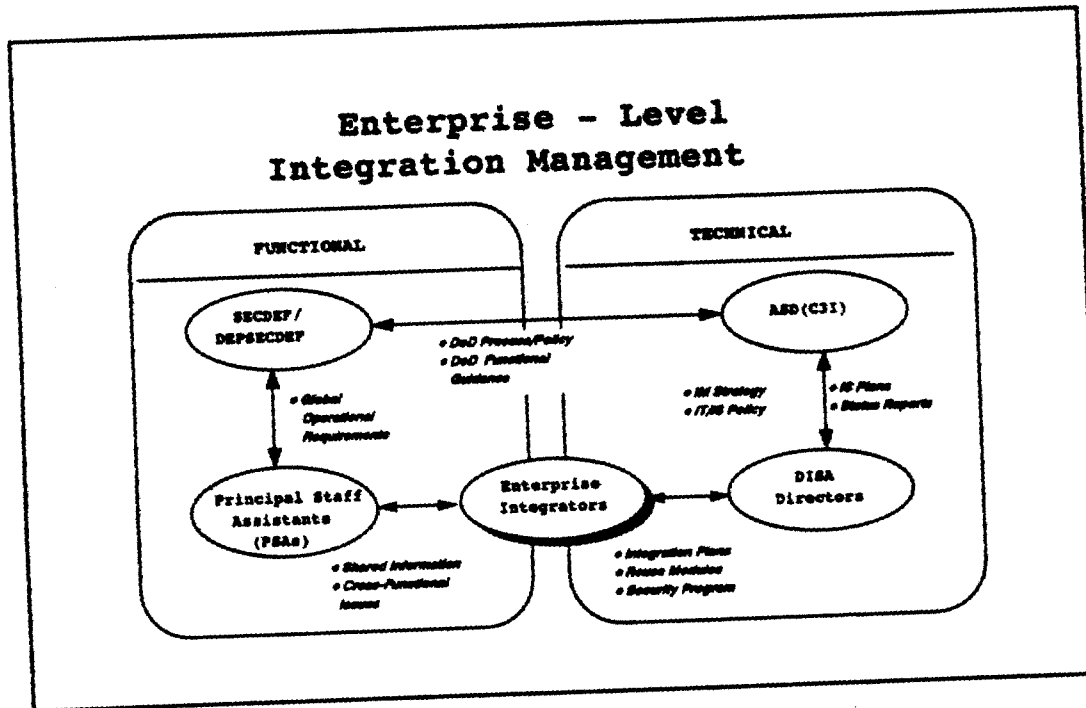 Enterprise - Level
Integration Management
FUNCTIONAL
TECHNICAL
SECDEF/
DEPSECDEF
ASD(C3I)
• DoD Process/Policy
• DoD Functional
Guidance
• Global
Operational
Requirements
• IM Strategy
• IT/IS Policy
• IS Plans
• Status Reports
Principal Staff
Assistants
(PSAs)
Enterprise
Integrators
DISA
Directors
• Shared Information
• Cross-Functional
Issues
• Integration Plans
• Reuse Modules
• Security Program